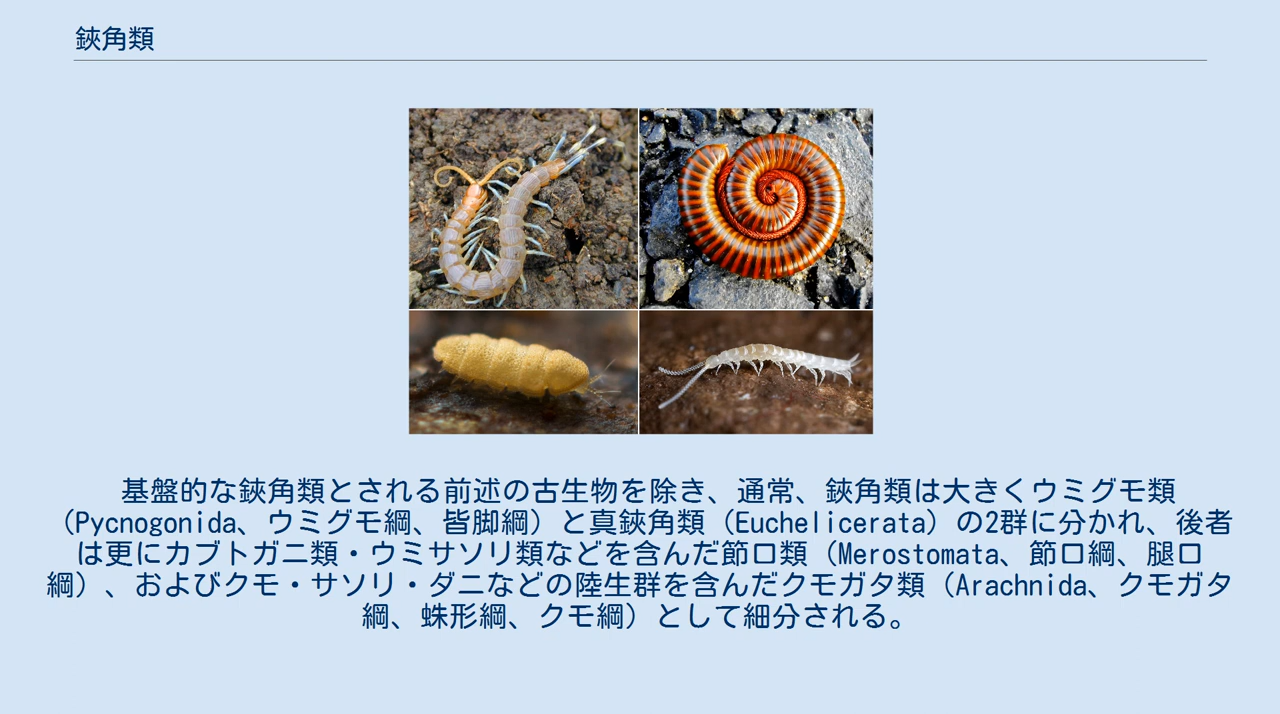 鋏角類
基盤的な鋏角類とされる前述の古生物を除き、通常、鋏角類は大きくウミグモ類
（Pycnogonida、ウミグモ綱、皆脚綱）と真鋏角類（Euchelicerata）の2群に分かれ、後者
は更にカブトガニ類・ウミサソリ類などを含んだ節口類（Merostomata、節口綱、腿口
綱）、およびクモ・サソリ・ダニなどの陸生群を含んだクモガタ類（Arachnida、クモガタ
綱、蛛形綱、クモ綱）として細分される。